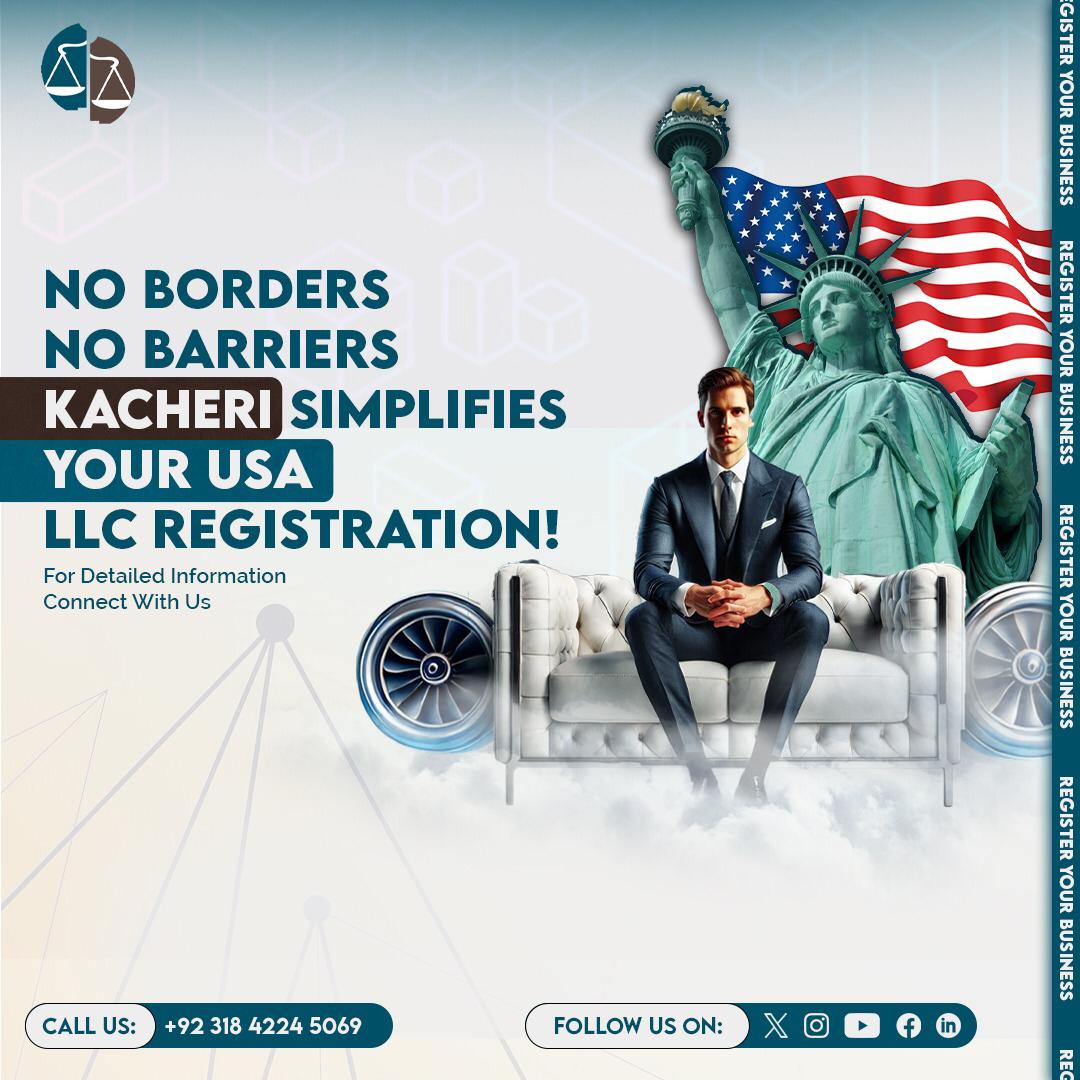 NO BORDERS
NO BARRIERS
KACHERI SIMPLIFIES
YOUR USA
LLC REGISTRATION!
For Detailed Information
Connect With Us
CALL US: +92 318 4224 5069
FOLLOW US ON:
REGISTER YOUR BUSINESS
REGISTER YOUR BUSINESS
REGISTER YOUR BUSINESS
REGISTER YOUR BUSINESS
REG